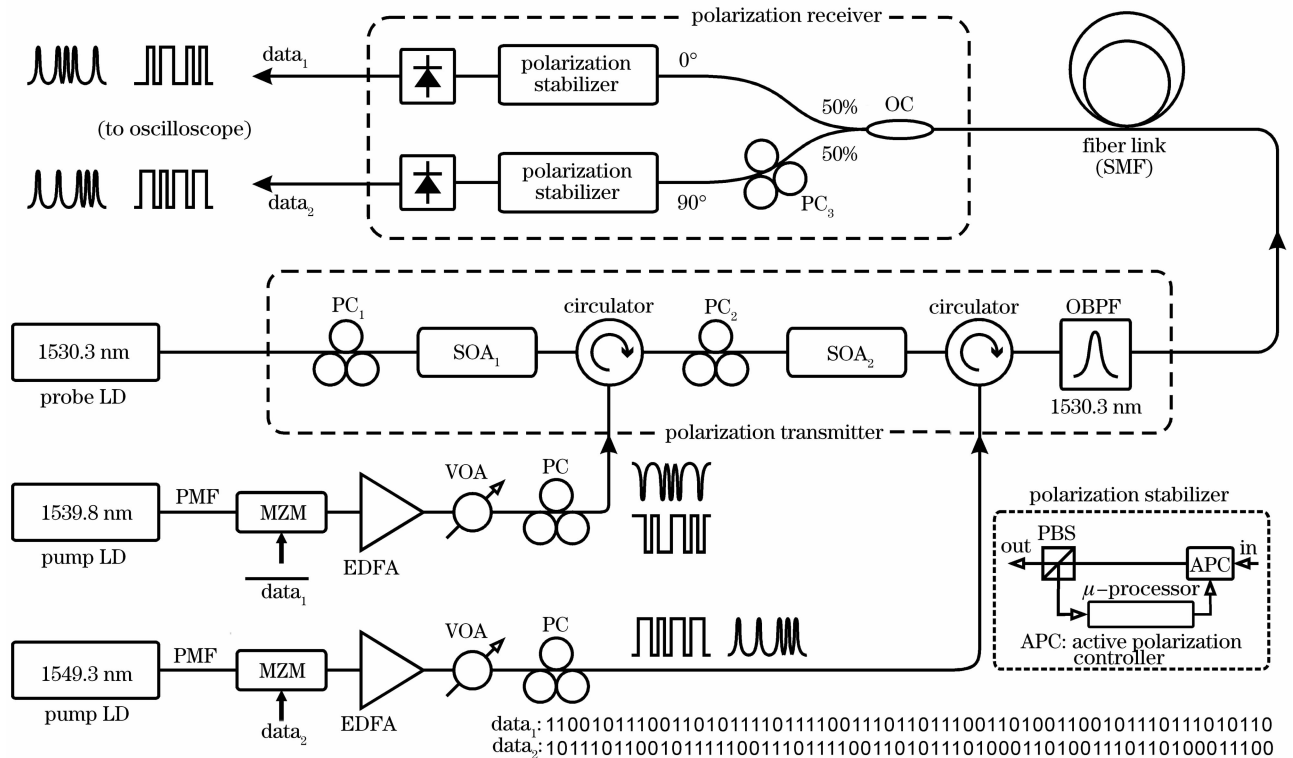 polarization receiver
data₁
polarization
stabilizer
0°
50%
OC
(to oscilloscope)
50%
fiber link
(SMF)
polarization
stabilizer
data₂
90°
PC₃
PC₁
circulator
PC₂
circulator
OBPF
1530.3 nm
SOA₁
SOA₂
probe LD
1530.3 nm
polarization transmitter
VOA
PC
PMF
1539.8 nm
MZM
polarization stabilizer
pump LD
EDFA
out
PBS
in
APC
data₁
μ-processor
VOA
PC
PMF
APC: active polarization
controller
1549.3 nm
MZM
pump LD
EDFA
data₂
data₁:
data₂: